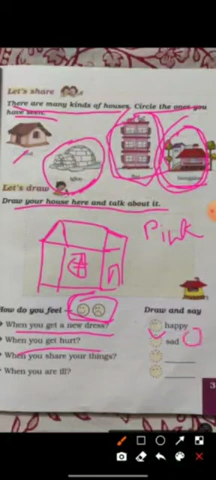 Let's share
There are many kinds of houses. Circle the ones you
have seen.
Let's draw
Draw your house here and talk about it.
Pink
How do you feel
Draw and say
When you get a new dress?
happy
When you get hurt?
sad
When you share your things?
When you are ill?
3